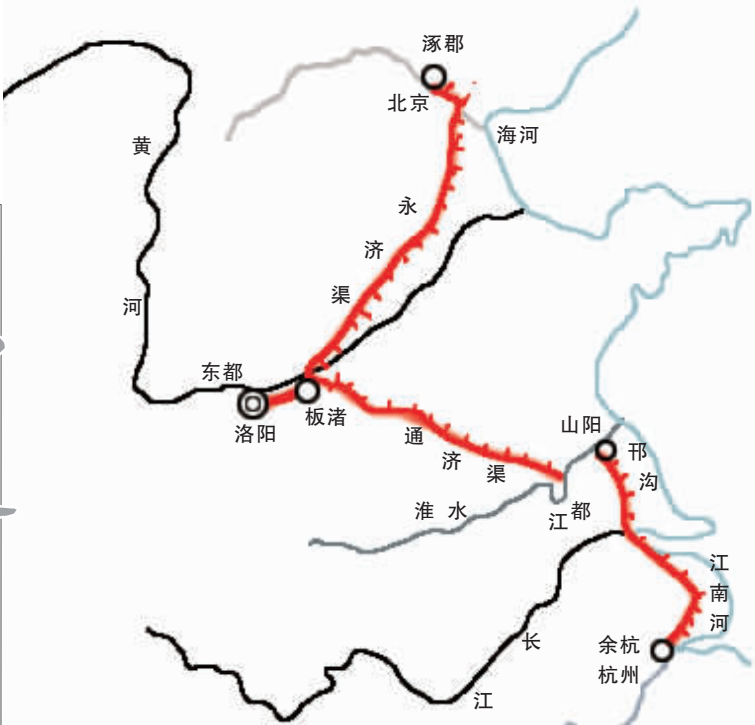 涿郡
北京
海河
黄河
永济渠
东都
洛阳
板渚
通济渠
山阳
邗沟
淮水
江都
江南河
长江
余杭
杭州